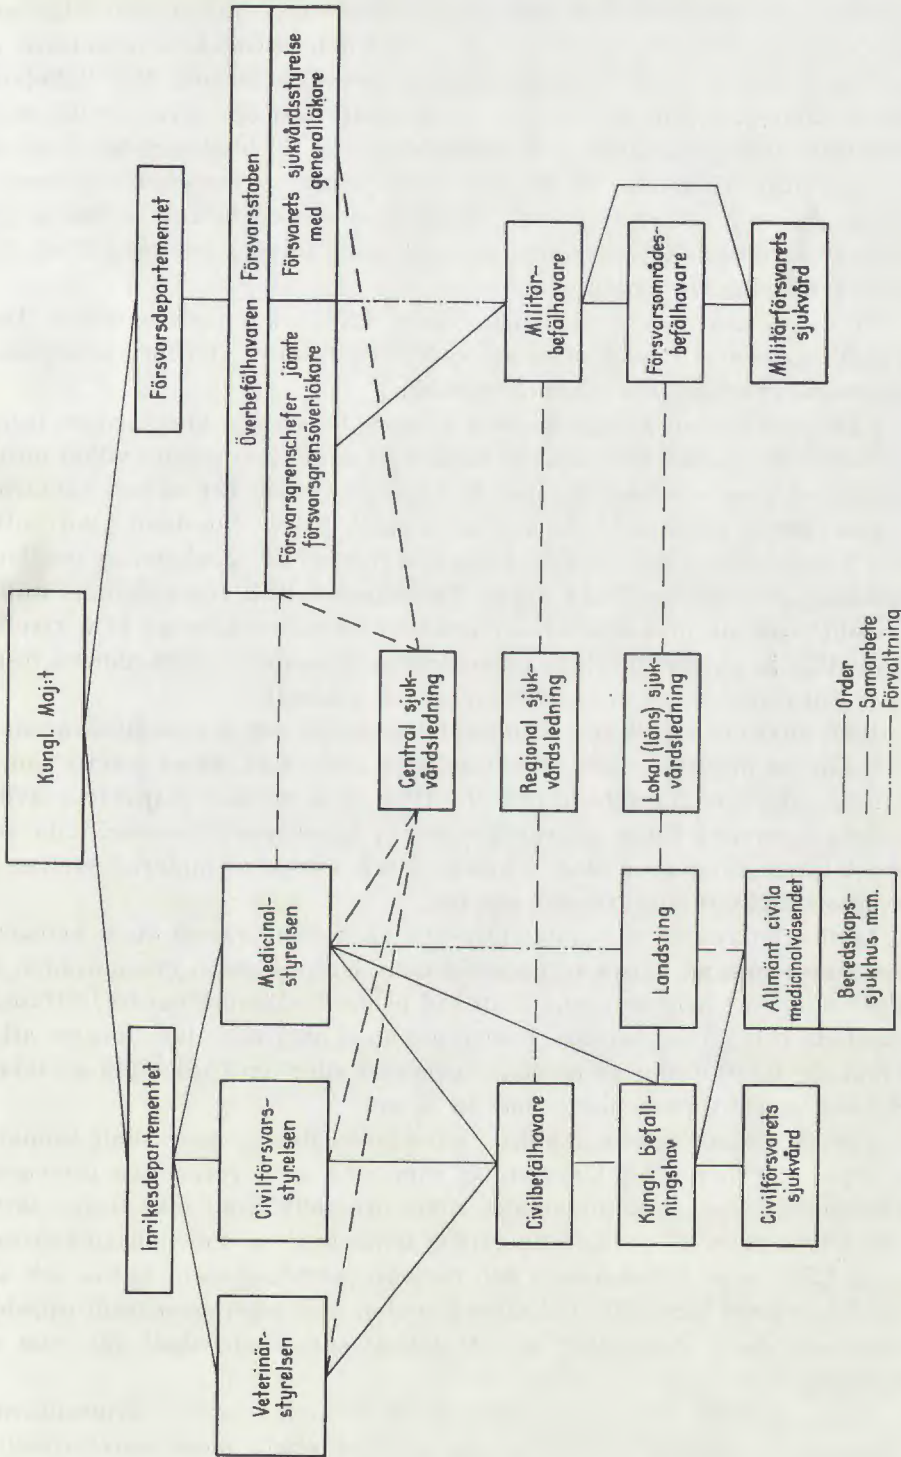 Kungl. Maj:t
Inrikesdepartementet
Försvarsdepartementet
Veterinär-
styrelsen
Civilförsvars-
styrelsen
Medicinal-
styrelsen
Överbefälhavaren Försvarsstaben
Försvarsgrenschefer jämte
försvarsgrensöverläkare
Försvarets sjukvårdsstyrelse
med generalläkare
Central sjuk-
vårdsledning
Civilbefälhavare
Regional sjuk-
vårdsledning
Militär-
befälhavare
Kungl. befall-
ningshav.
Landsting
Lokal (läns) sjuk-
vårdsledning
Försvarsområdes-
befälhavare
Civilförsvarets
sjukvård
Allmänt civila
medicinalväsendet
Beredskaps-
sjukhus m.m.
Militärförsvarets
sjukvård
Order
Samarbete
Förvaltning